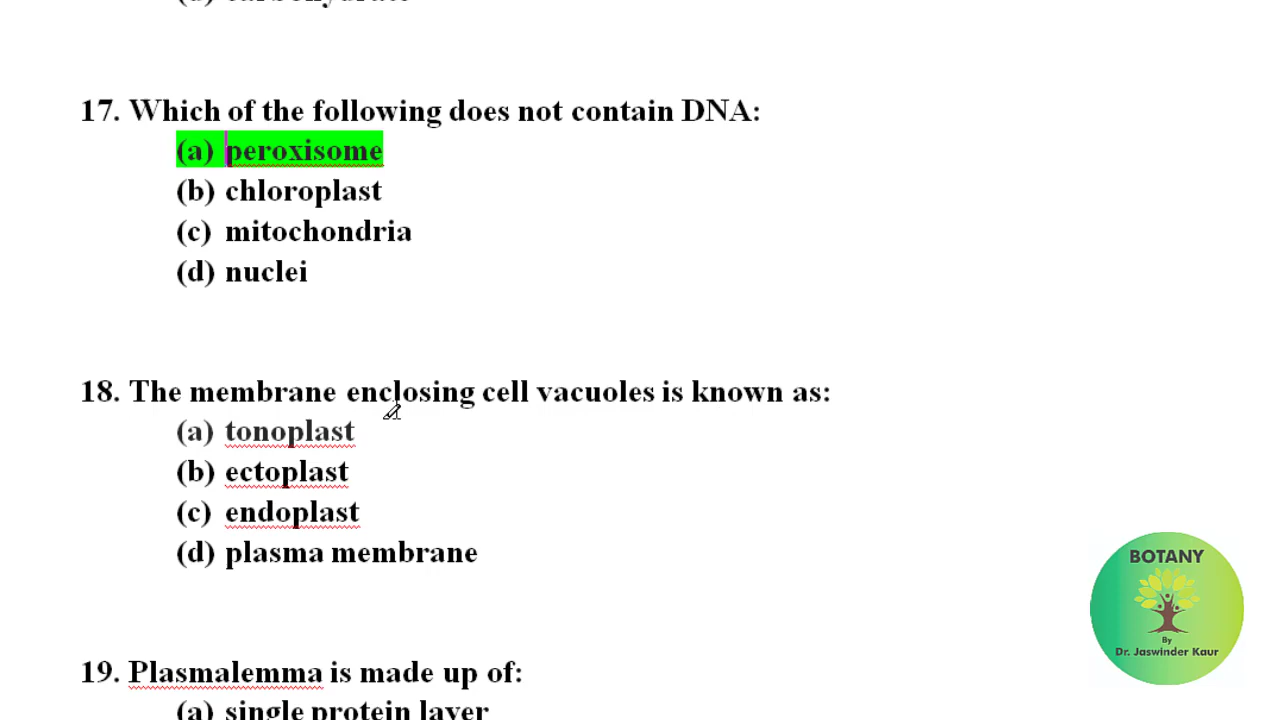 (d) carbohydrate
17. Which of the following does not contain DNA:
(a) peroxisome
(b) chloroplast
(c) mitochondria
(d) nuclei
18. The membrane enclosing cell vacuoles is known as:
(a) tonoplast
(b) ectoplast
(c) endoplast
(d) plasma membrane
19. Plasmalemma is made up of:
(a) single protein layer
BOTANY
By
Dr. Jaswinder Kaur